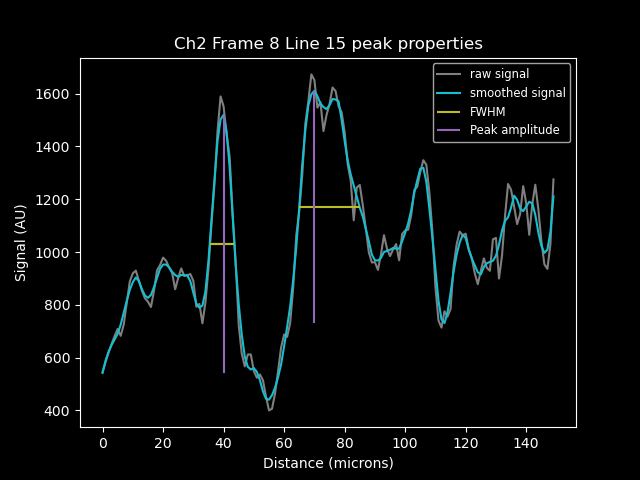 Ch2 Frame 8 Line 15 peak properties
raw signal
smoothed signal
FWHM
Peak amplitude
Signal (AU)
1600
1400
1200
1000
800
600
400
0 20 40 60 80 100 120 140
Distance (microns)